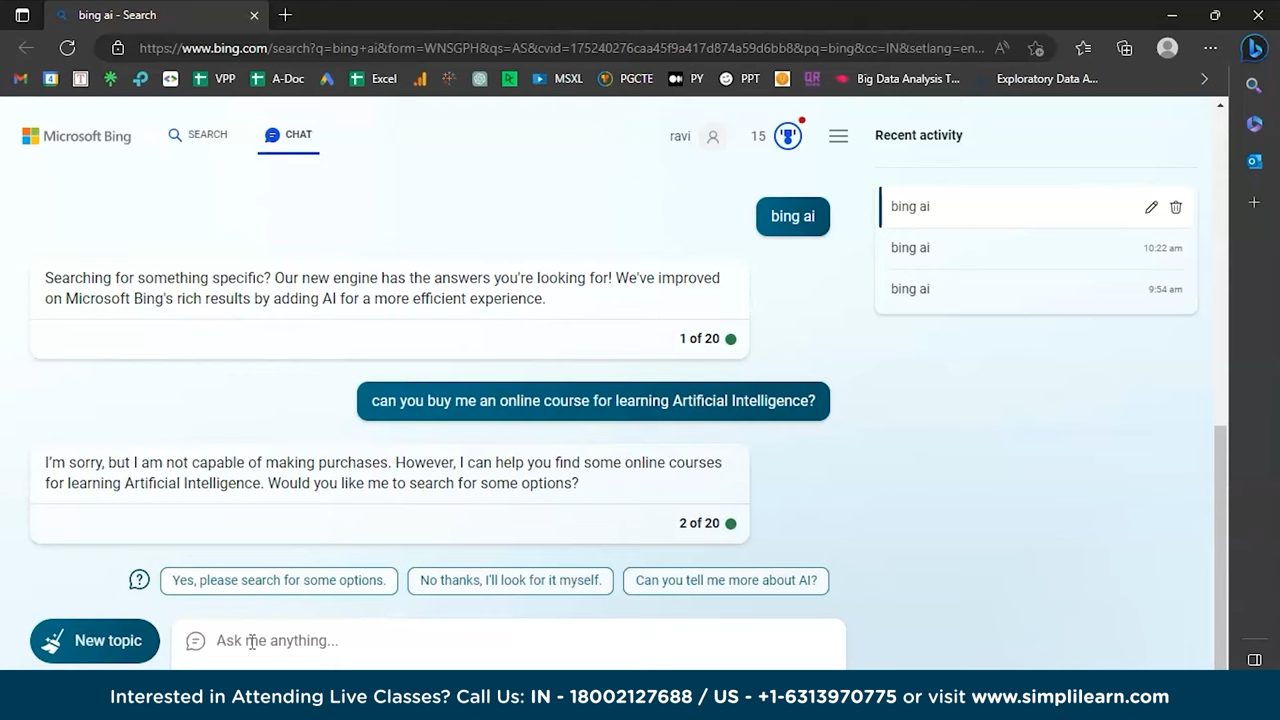 bing ai - Search
https://www.bing.com/search?q=bing+ai&form=WNSGPH&qs=AS&cvid=175240276caa45f9a417d874a59d6bb8&pq=bing&cc=IN&setlang=en...
VPP
A-Doc
Excel
MSXL
PGCTE
PY
PPT
Big Data Analysis T...
Exploratory Data A...
Microsoft Bing
SEARCH
CHAT
ravi
15
Recent activity
bing ai
bing ai
10:22 am
bing ai
9:54 am
bing ai
Searching for something specific? Our new engine has the answers you're looking for! We've improved
on Microsoft Bing's rich results by adding AI for a more efficient experience.
1 of 20
can you buy me an online course for learning Artificial Intelligence?
I'm sorry, but I am not capable of making purchases. However, I can help you find some online courses
for learning Artificial Intelligence. Would you like me to search for some options?
2 of 20
Yes, please search for some options.
No thanks, I'll look for it myself.
Can you tell me more about AI?
New topic
Ask me anything...
Interested in Attending Live Classes? Call Us: IN - 18002127688 / US - +1-6313970775 or visit www.simplilearn.com